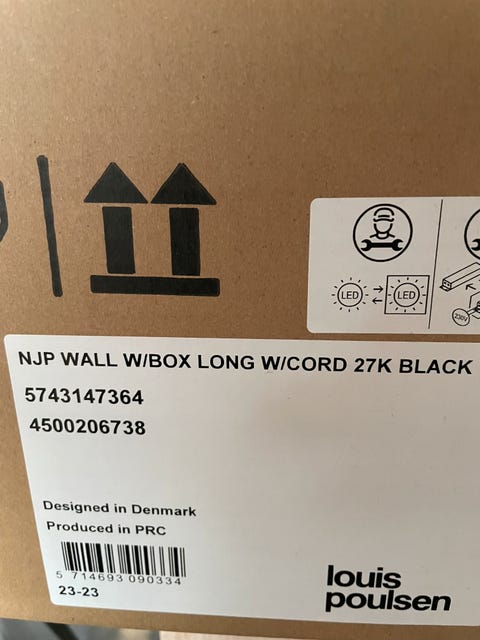 LED
LED
230V
NJP WALL W/BOX LONG W/CORD 27K BLACK
5743147364
4500206738
Designed in Denmark
Produced in PRC
5 714693 090334
23-23
louis
poulsen